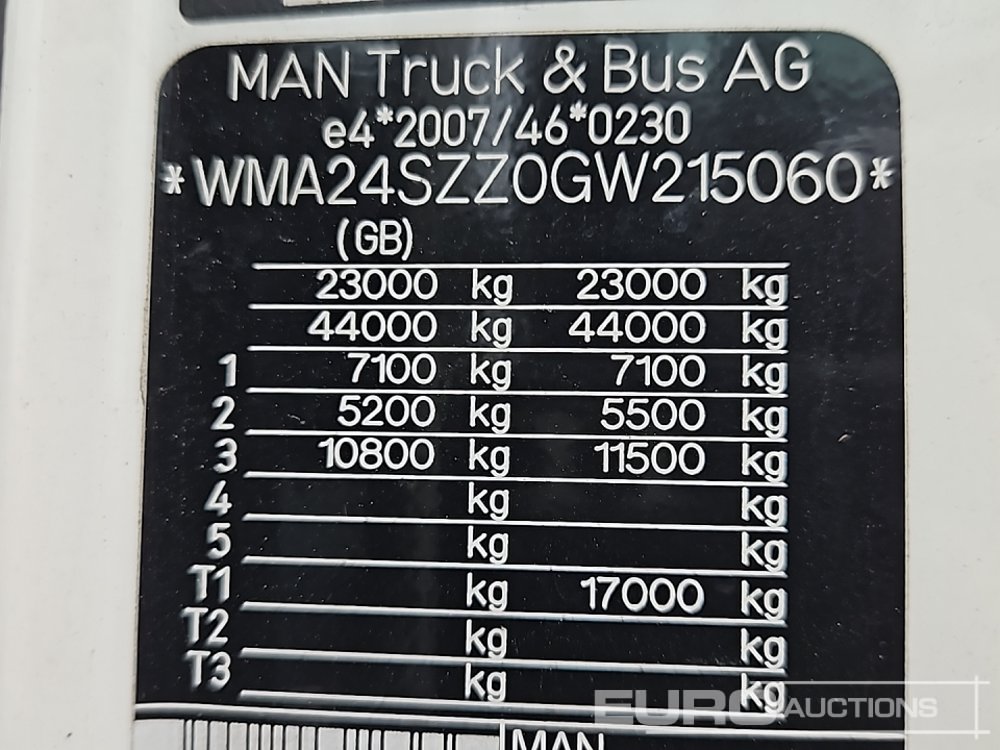 MAN Truck & Bus AG
e4*2007/46*0230
*WMA24SZZ0GW215060*
(GB)
23000 kg 23000 kg
44000 kg 44000 kg
1 7100 kg 7100 kg
2 5200 kg 5500 kg
3 10800 kg 11500 kg
4 kg kg
5 kg kg
T1 kg 17000 kg
T2 kg kg
T3 kg kg
EURO AUCTIONS
MAN